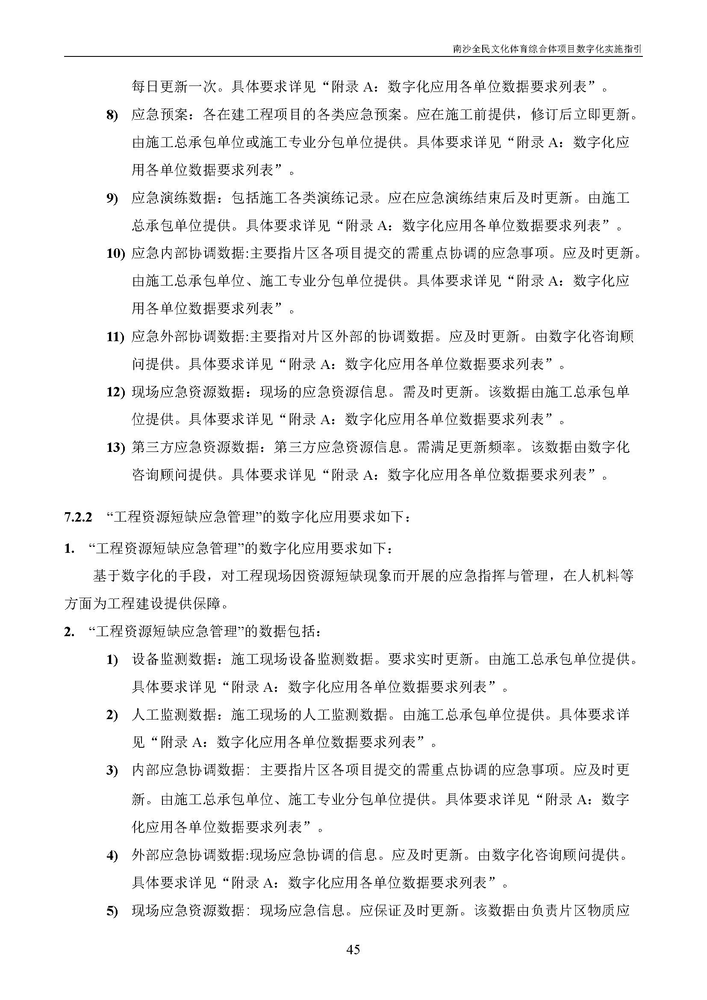 南沙全民文化体育综合体项目数字化实施指引
每日更新一次。具体要求详见“附录 A：数字化应用各单位数据要求列表”。
8) 应急预案：各在建工程项目的各类应急预案。应在施工前提供，修订后立即更新。
由施工总承包单位或施工专业分包单位提供。具体要求详见“附录 A：数字化应
用各单位数据要求列表”。
9) 应急演练数据：包括施工各类演练记录。应在应急演练结束后及时更新。由施工
总承包单位提供。具体要求详见“附录 A：数字化应用各单位数据要求列表”。
10) 应急内部协调数据:主要指片区各项目提交的需重点协调的应急事项。应及时更新。
由施工总承包单位、施工专业分包单位提供。具体要求详见“附录 A：数字化应
用各单位数据要求列表”。
11) 应急外部协调数据:主要指对片区外部的协调数据。应及时更新。由数字化咨询顾
问提供。具体要求详见“附录 A：数字化应用各单位数据要求列表”。
12) 现场应急资源数据：现场的应急资源信息。需及时更新。该数据由施工总承包单
位提供。具体要求详见“附录 A：数字化应用各单位数据要求列表”。
13) 第三方应急资源数据：第三方应急资源信息。需满足更新频率。该数据由数字化
咨询顾问提供。具体要求详见“附录 A：数字化应用各单位数据要求列表”。
7.2.2 “工程资源短缺应急管理”的数字化应用要求如下：
1. “工程资源短缺应急管理”的数字化应用要求如下：
基于数字化的手段，对工程现场因资源短缺现象而开展的应急指挥与管理，在人机料等
方面为工程建设提供保障。
2. “工程资源短缺应急管理”的数据包括：
1) 设备监测数据：施工现场设备监测数据。要求实时更新。由施工总承包单位提供。
具体要求详见“附录 A：数字化应用各单位数据要求列表”。
2) 人工监测数据：施工现场的人工监测数据。由施工总承包单位提供。具体要求详
见“附录 A：数字化应用各单位数据要求列表”。
3) 内部应急协调数据：主要指片区各项目提交的需重点协调的应急事项。应及时更
新。由施工总承包单位、施工专业分包单位提供。具体要求详见“附录 A：数字
化应用各单位数据要求列表”。
4) 外部应急协调数据:现场应急协调的信息。应及时更新。由数字化咨询顾问提供。
具体要求详见“附录 A：数字化应用各单位数据要求列表”。
5) 现场应急资源数据：现场应急信息。应保证及时更新。该数据由负责片区物质应
45